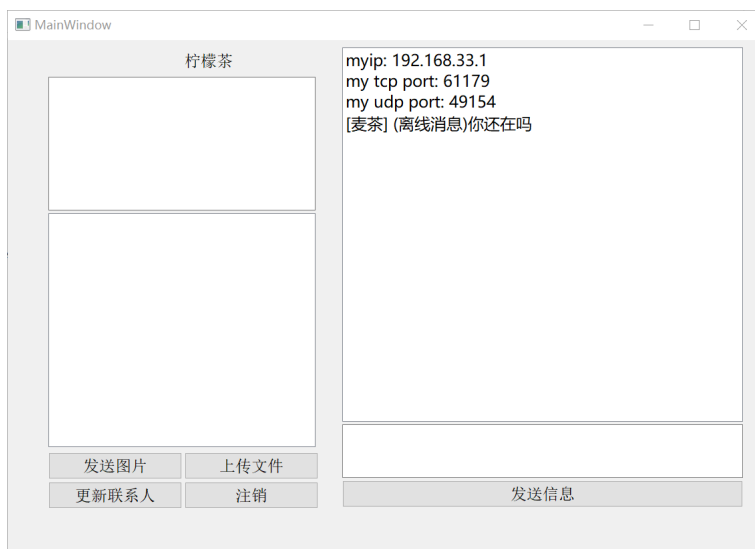 MainWindow
柠檬茶
myip: 192.168.33.1
my tcp port: 61179
my udp port: 49154
[麦茶] (离线消息)你还在吗
发送图片
上传文件
更新联系人
注销
发送信息